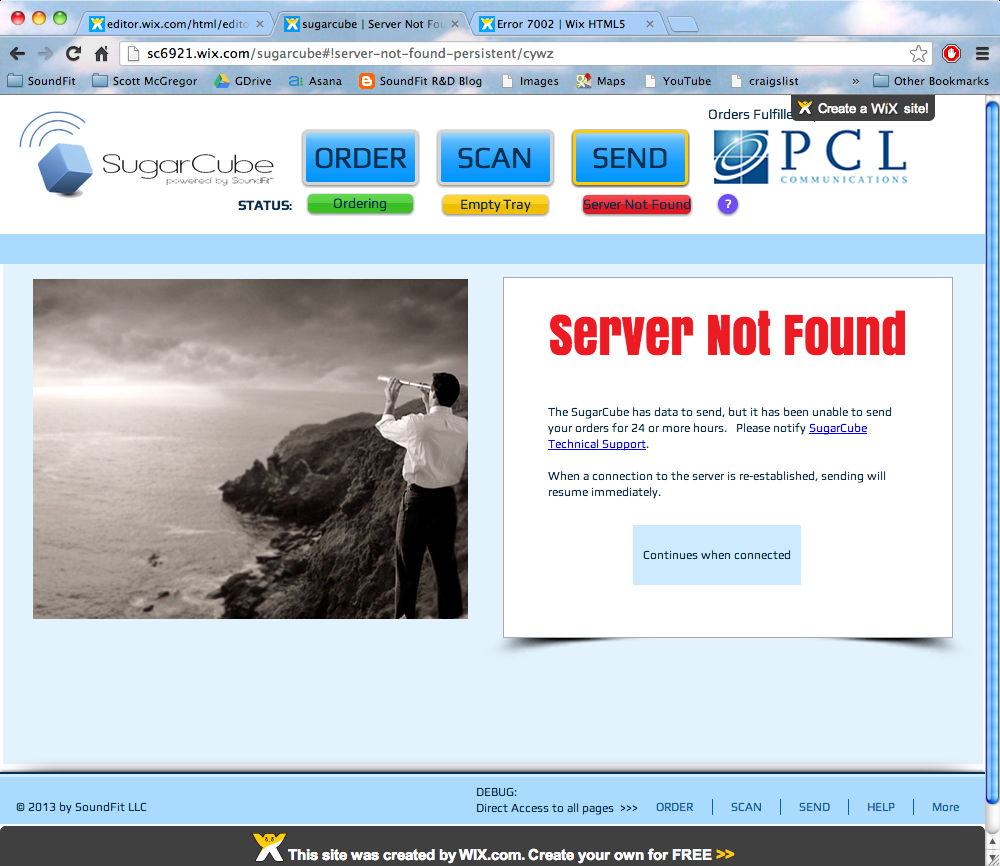 editor.wix.com/html/edito
sugarcube | Server Not Fou
Error 7002 | Wix HTML5
sc6921.wix.com/sugarcube#!server-not-found-persistent/cywz
SoundFit
Scott McGregor
GDrive
Asana
SoundFit R&D Blog
Images
Maps
YouTube
craigslist
»
Other Bookmarks
Create a WiX site!
Orders Fulfille
SugarCube
powered by SoundFit
ORDER
SCAN
SEND
PCL
COMMUNICATIONS
STATUS:
Ordering
Empty Tray
Server Not Found
?
Server Not Found
The SugarCube has data to send, but it has been unable to send
your orders for 24 or more hours. Please notify SugarCube
Technical Support.
When a connection to the server is re-established, sending will
resume immediately.
Continues when connected
DEBUG:
© 2013 by SoundFit LLC
Direct Access to all pages >>>
ORDER
SCAN
SEND
HELP
More
This site was created by WIX.com. Create your own for FREE >>